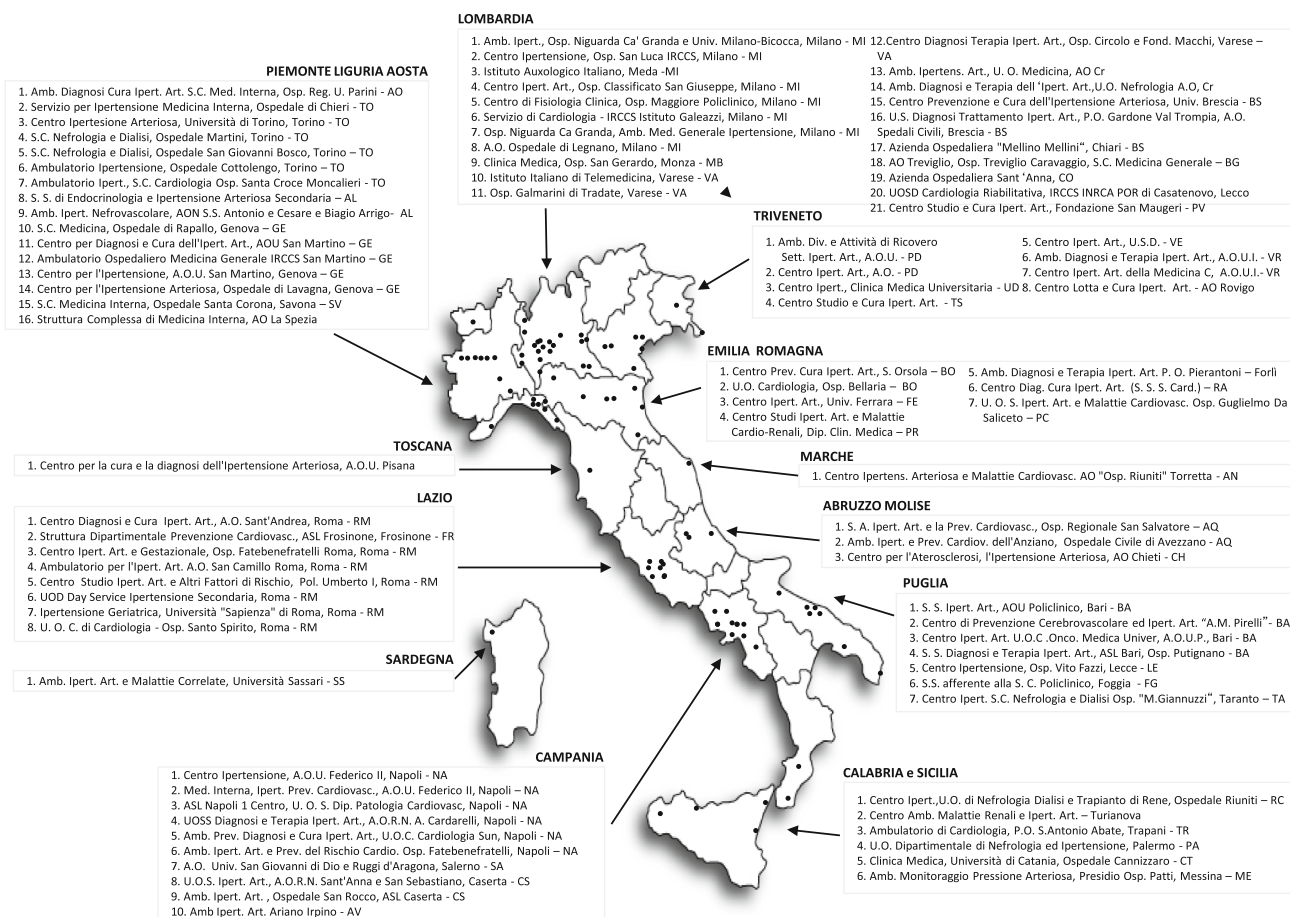 LOMBARDIA
1. Amb. Ipert., Osp. Niguarda Ca' Granda e Univ. Milano-Bicocca, Milano - MI
2. Centro Ipertensione, Osp. San Luca IRCCS, Milano - MI
3. Istituto Auxologico Italiano, Meda -MI
4. Centro Ipert. Art., Osp. Classificato San Giuseppe, Milano - MI
5. Centro di Fisiologia Clinica, Osp. Maggiore Policlinico, Milano - MI
6. Servizio di Cardiologia - IRCCS Istituto Galeazzi, Milano - MI
7. Osp. Niguarda Ca Granda, Amb. Med. Generale Ipertensione, Milano - MI
8. A.O. Ospedale di Legnano, Milano - MI
9. Clinica Medica, Osp. San Gerardo, Monza - MB
10. Istituto Italiano di Telemedicina, Varese - VA
11. Osp. Galmarini di Tradate, Varese - VA
12.Centro Diagnosi Terapia Ipert. Art., Osp. Circolo e Fond. Macchi, Varese –
VA
13. Amb. Ipertens. Art., U. O. Medicina, AO Cr
14. Amb. Diagnosi e Terapia dell 'Ipert. Art.,U.O. Nefrologia A.O, Cr
15. Centro Prevenzione e Cura dell'Ipertensione Arteriosa, Univ. Brescia - BS
16. U.S. Diagnosi Trattamento Ipert. Art., P.O. Gardone Val Trompia, A.O.
Spedali Civili, Brescia - BS
17. Azienda Ospedaliera "Mellino Mellini“, Chiari - BS
18. AO Treviglio, Osp. Treviglio Caravaggio, S.C. Medicina Generale – BG
19. Azienda Ospedaliera Sant 'Anna, CO
20. UOSD Cardiologia Riabilitativa, IRCCS INRCA POR di Casatenovo, Lecco
21. Centro Studio e Cura Ipert. Art., Fondazione San Maugeri - PV
PIEMONTE LIGURIA AOSTA
1. Amb. Diagnosi Cura Ipert. Art S.C. Med. Interna, Osp. Reg. U. Parini - AO
2. Servizio per Ipertensione Medicina Interna, Ospedale di Chieri - TO
3. Centro Ipertesione Arteriosa, Università di Torino, Torino - TO
4. S.C. Nefrologia e Dialisi, Ospedale Martini, Torino - TO
5. S.C. Nefrologia e Dialisi, Ospedale San Giovanni Bosco, Torino – TO
6. Ambulatorio Ipertensione, Ospedale Cottolengo, Torino – TO
7. Ambulatorio Ipert., S.C. Cardiologia Osp. Santa Croce Moncalieri - TO
8. S. S. di Endocrinologia e Ipertensione Arteriosa Secondaria – AL
9. Amb. Ipert. Nefrovascolare, AON S.S. Antonio e Cesare e Biagio Arrigo- AL
10. S.C. Medicina, Ospedale di Rapallo, Genova – GE
11. Centro per Diagnosi e Cura dell'Ipert. Art., AOU San Martino – GE
12. Ambulatorio Ospedaliero Medicina Generale IRCCS San Martino – GE
13. Centro per l'Ipertensione, A.O.U. San Martino, Genova – GE
14. Centro per l'Ipertensione Arteriosa, Ospedale di Lavagna, Genova – GE
15. S.C. Medicina Interna, Ospedale Santa Corona, Savona – SV
16. Struttura Complessa di Medicina Interna, AO La Spezia
TRIVENETO
1. Amb. Div. e Attività di Ricovero
Sett. Ipert. Art., A.O.U. - PD
2. Centro Ipert. Art., A.O. - PD
3. Centro Ipert., Clinica Medica Universitaria - UD
4. Centro Studio e Cura Ipert. Art. - TS
5. Centro Ipert. Art., U.S.D. - VE
6. Amb. Diagnosi e Terapia Ipert. Art., A.O.U.I.- VR
7. Centro Ipert. Art. della Medicina C, A.O.U.I.- VR
8. Centro Lotta e Cura Ipert. Art. - AO Rovigo
EMILIA ROMAGNA
1. Centro Prev. Cura Ipert. Art., S. Orsola – BO
2. U.O. Cardiologia, Osp. Bellaria – BO
3. Centro Ipert. Art., Univ. Ferrara – FE
4. Centro Studi Ipert. Art. e Malattie
Cardio-Renali, Dip. Clin. Medica – PR
5. Amb. Diagnosi e Terapia Ipert. Art. P. O. Pierantoni – Forlì
6. Centro Diag. Cura Ipert. Art. (S. S. S. Card.) – RA
7. U. O. S. Ipert. Art. e Malattie Cardiovasc. Osp. Guglielmo Da
Saliceto – PC
TOSCANA
1. Centro per la cura e la diagnosi dell'Ipertensione Arteriosa, A.O.U. Pisana
MARCHE
1. Centro Ipertens. Arteriosa e Malattie Cardiovasc. AO "Osp. Riuniti" Torretta - AN
LAZIO
1. Centro Diagnosi e Cura Ipert. Art., A.O. Sant'Andrea, Roma - RM
2. Struttura Dipartimentale Prevenzione Cardiovasc., ASL Frosinone, Frosinone - FR
3. Centro Ipert. Art. e Gestazionale, Osp. Fatebenefratelli Roma, Roma - RM
4. Ambulatorio per l'Ipert. Art. A.O. San Camillo Roma, Roma - RM
5. Centro Studio Ipert. Art. e Altri Fattori di Rischio, Pol. Umberto I, Roma - RM
6. UOD Day Service Ipertensione Secondaria, Roma - RM
7. Ipertensione Geriatrica, Università "Sapienza" di Roma, Roma - RM
8. U. O. C. di Cardiologia - Osp. Santo Spirito, Roma - RM
ABRUZZO MOLISE
1. S. A. Ipert. Art. e la Prev. Cardiovasc., Osp. Regionale San Salvatore – AQ
2. Amb. Ipert. e Prev. Cardiov. dell'Anziano, Ospedale Civile di Avezzano - AQ
3. Centro per l'Aterosclerosi, l'Ipertensione Arteriosa, AO Chieti - CH
PUGLIA
1. S. S. Ipert. Art., AOU Policlinico, Bari - BA
2. Centro di Prevenzione Cerebrovascolare ed Ipert. Art. “A.M. Pirelli”- BA
3. Centro Ipert. Art. U.O.C .Onco. Medica Univer, A.O.U.P., Bari - BA
4. S. S. Diagnosi e Terapia Ipert. Art., ASL Bari, Osp. Putignano - BA
5. Centro Ipertensione, Osp. Vito Fazzi, Lecce - LE
6. S.S. afferente alla S. C. Policlinico, Foggia - FG
7. Centro Ipert. S.C. Nefrologia e Dialisi Osp. "M.Giannuzzi“, Taranto – TA
SARDEGNA
1. Amb. Ipert. Art. e Malattie Correlate, Università Sassari - SS
CAMPANIA
1. Centro Ipertensione, A.O.U. Federico II, Napoli - NA
2. Med. Interna, Ipert. Prev. Cardiovasc., A.O.U. Federico II, Napoli – NA
3. ASL Napoli 1 Centro, U. O. S. Dip. Patologia Cardiovasc, Napoli - NA
4. UOSS Diagnosi e Terapia Ipert. Art., A.O.R.N. A. Cardarelli, Napoli - NA
5. Amb. Prev. Diagnosi e Cura Ipert. Art., U.O.C. Cardiologia Sun, Napoli - NA
6. Amb. Ipert. Art. e Prev. del Rischio Cardio. Osp. Fatebenefratelli, Napoli – NA
7. A.O. Univ. San Giovanni di Dio e Ruggi d'Aragona, Salerno - SA
8. U.O.S. Ipert. Art., A.O.R.N. Sant'Anna e San Sebastiano, Caserta - CS
9. Amb. Ipert. Art. , Ospedale San Rocco, ASL Caserta - CS
10. Amb Ipert. Art. Ariano Irpino - AV
CALABRIA e SICILIA
1. Centro Ipert.,U.O. di Nefrologia Dialisi e Trapianto di Rene, Ospedale Riuniti – RC
2. Centro Amb. Malattie Renali e Ipert. Art. – Turianova
3. Ambulatorio di Cardiologia, P.O. S.Antonio Abate, Trapani - TR
4. U.O. Dipartimentale di Nefrologia ed Ipertensione, Palermo - PA
5. Clinica Medica, Università di Catania, Ospedale Cannizzaro - CT
6. Amb. Monitoraggio Pressione Arteriosa, Presidio Osp. Patti, Messina – ME